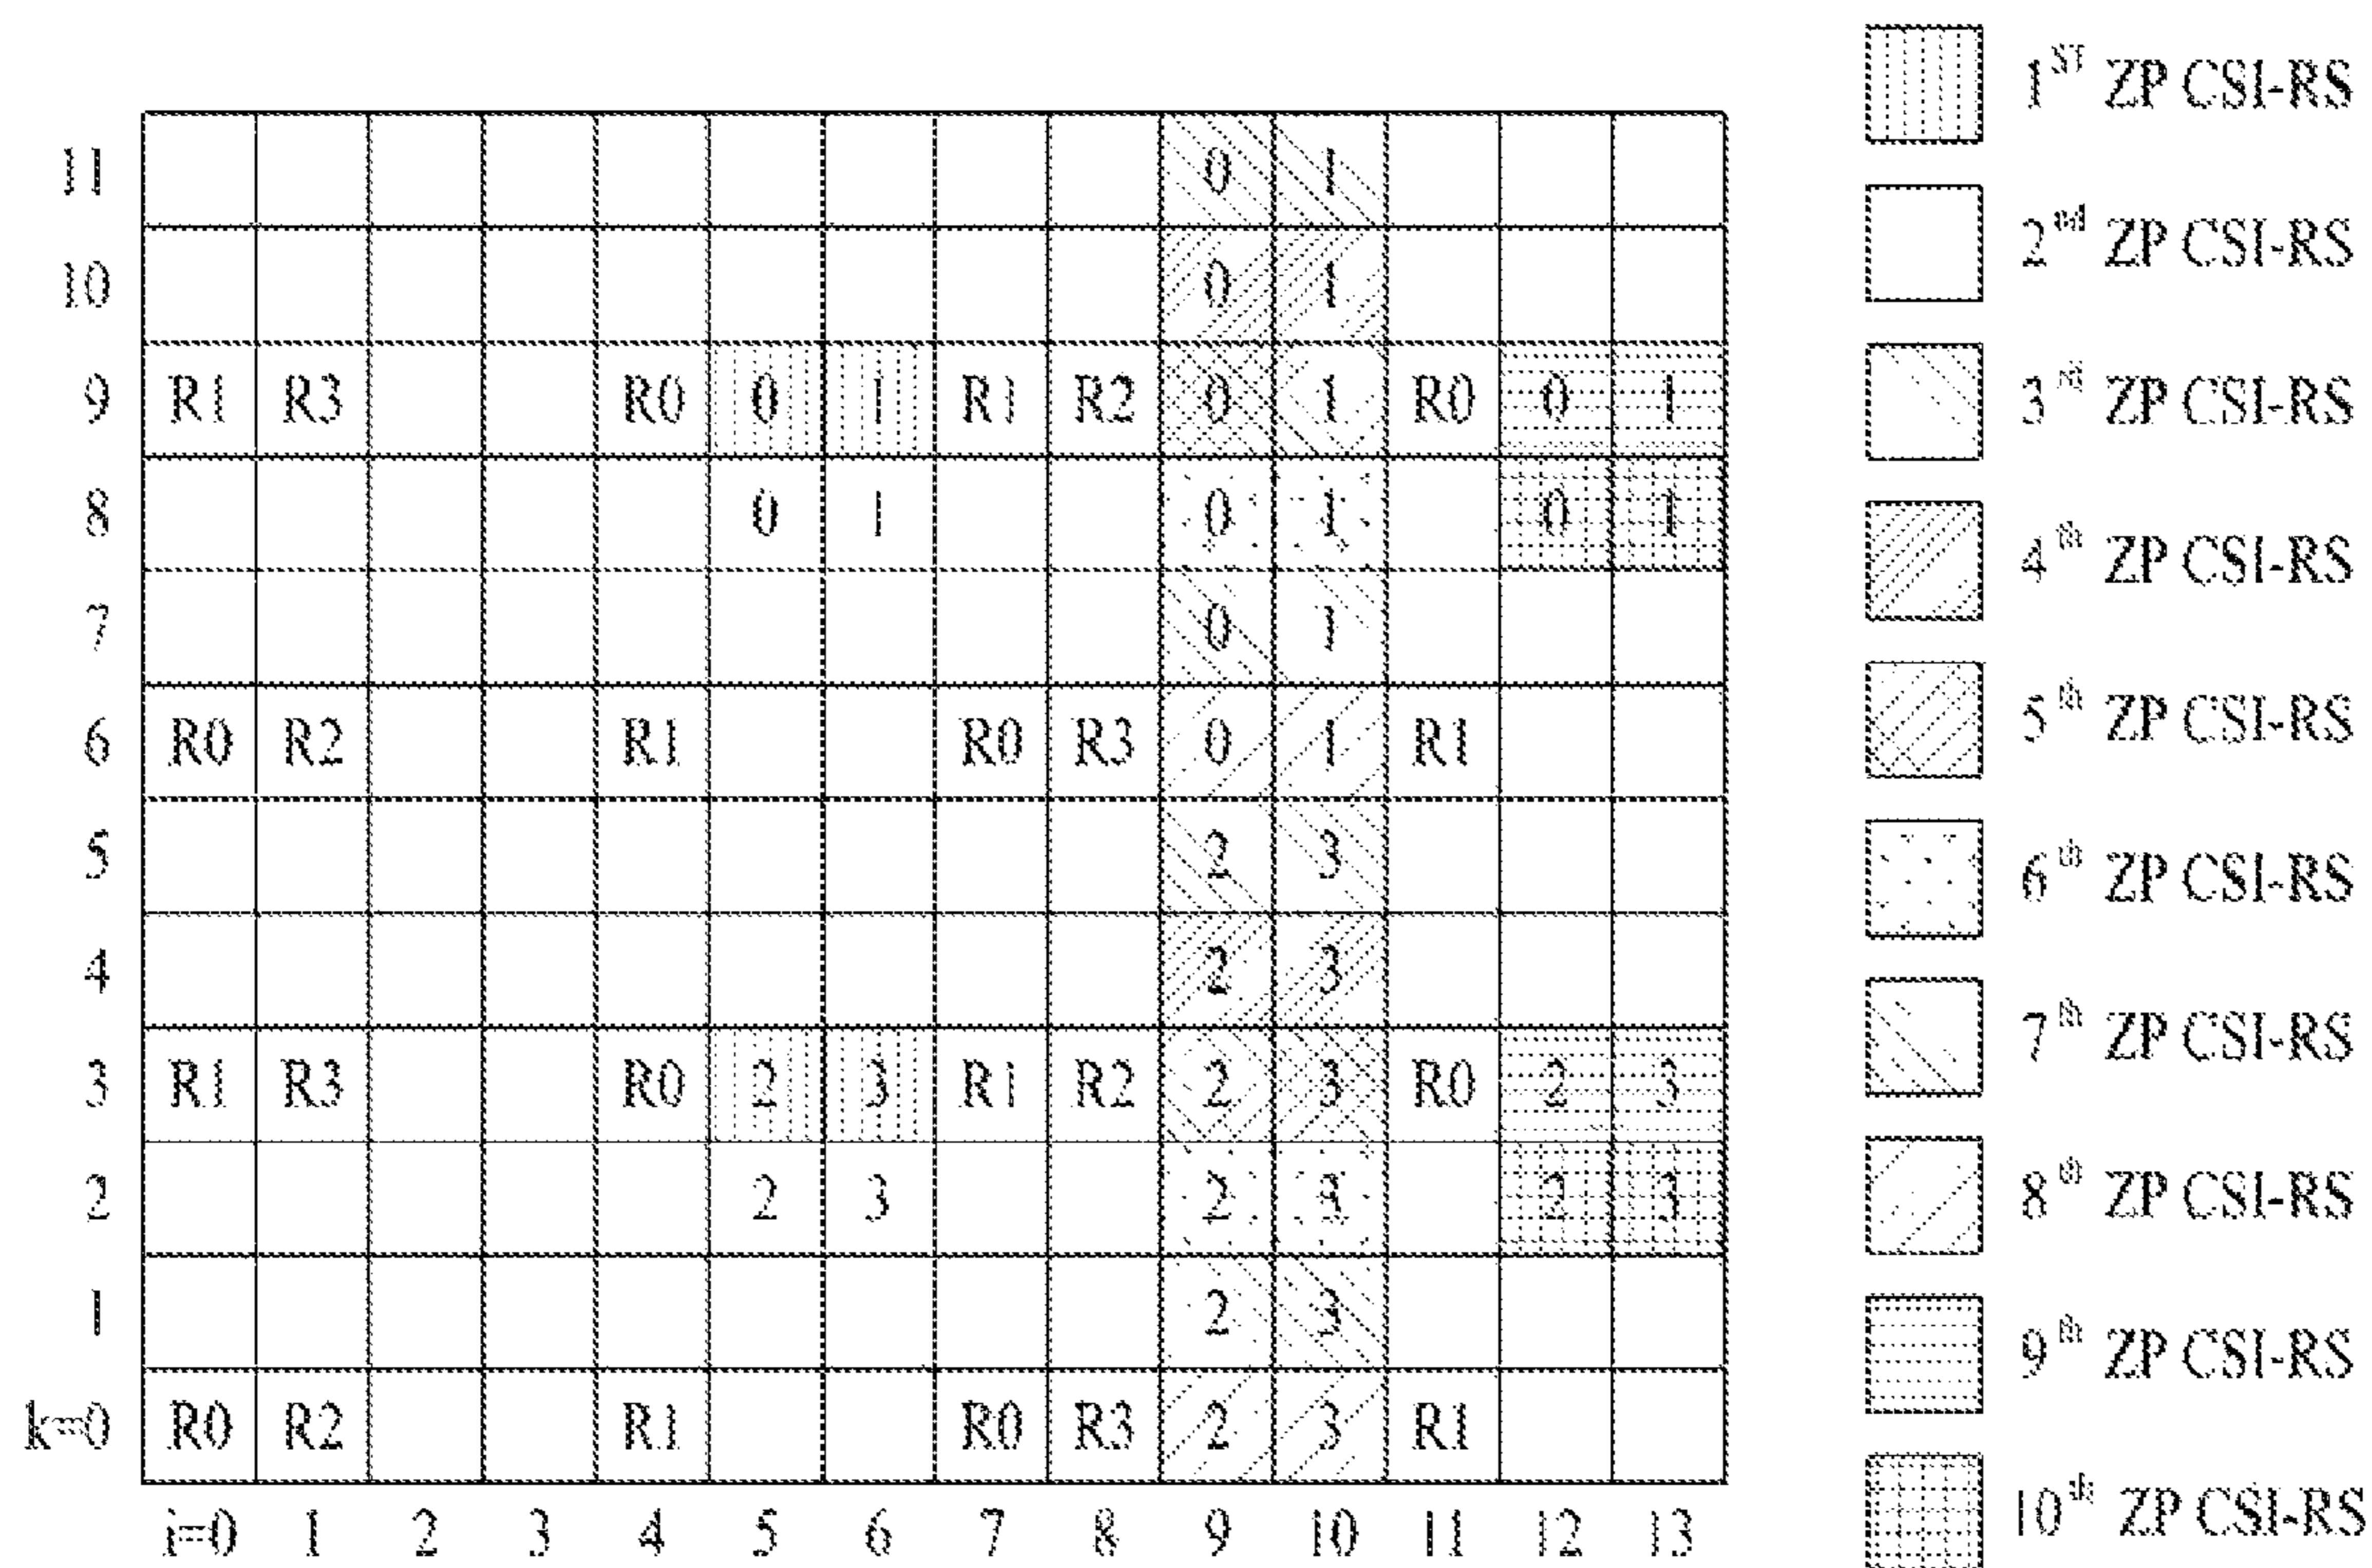 11 0 1
10 0 1
9 R1 R3 R0 0 1 R1 R2 0 1 R0 0 1
8 0 1 0 1 0 1
7 0 1
6 R0 R2 R1 R0 R3 0 1 R1
5 2 3
4 2 3
3 R1 R3 R0 2 3 R1 R2 2 3 R0 2 3
2 2 3 2 3 2 3
1 2 3
k=0 R0 R2 R1 R0 R3 2 3 R1
i=0 1 2 3 4 5 6 7 8 9 10 11 12 13
1ST ZP CSI-RS
2nd ZP CSI-RS
3rd ZP CSI-RS
4th ZP CSI-RS
5th ZP CSI-RS
6th ZP CSI-RS
7th ZP CSI-RS
8th ZP CSI-RS
9th ZP CSI-RS
10th ZP CSI-RS